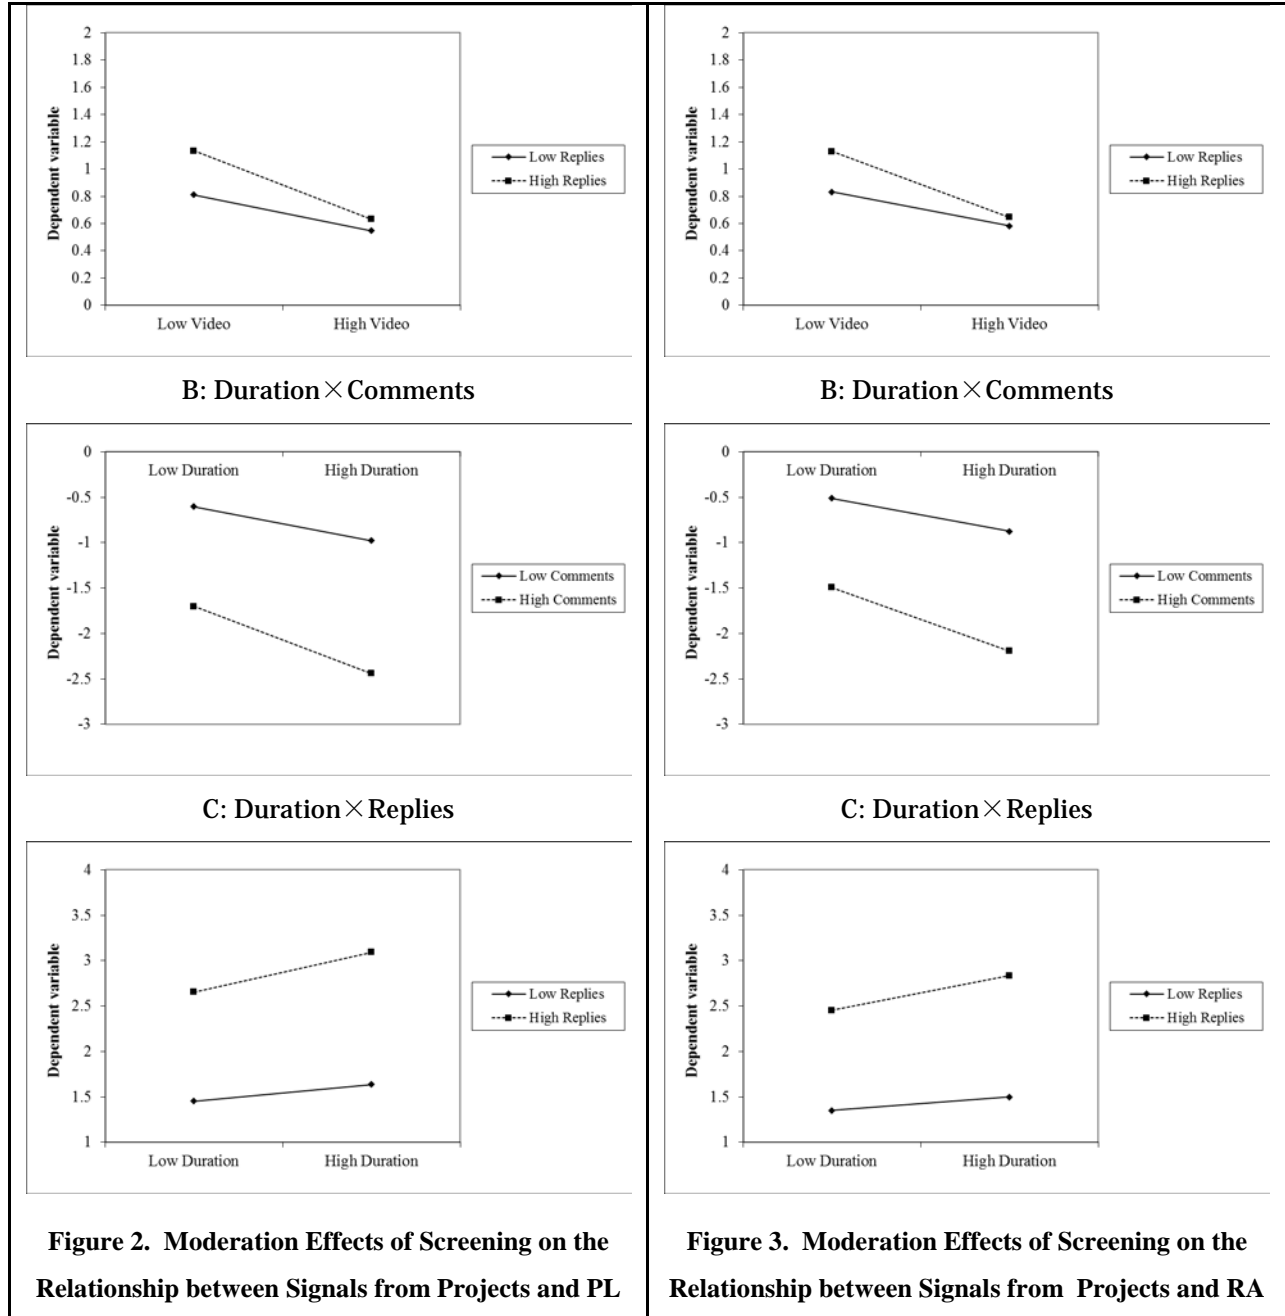 2
1.8
1.6
1.4
1.2
1
0.8
0.6
0.4
0.2
0
Dependent variable
Low Video High Video
Low Replies
High Replies
B: Duration×Comments
0
-0.5
-1
-1.5
-2
-2.5
-3
Dependent variable
Low Duration High Duration
Low Comments
High Comments
C: Duration×Replies
4
3.5
3
2.5
2
1.5
1
Dependent variable
Low Duration High Duration
Low Replies
High Replies
Figure 2. Moderation Effects of Screening on the
Relationship between Signals from Projects and PL
2
1.8
1.6
1.4
1.2
1
0.8
0.6
0.4
0.2
0
Dependent variable
Low Video High Video
Low Replies
High Replies
B: Duration×Comments
0
-0.5
-1
-1.5
-2
-2.5
-3
Dependent variable
Low Duration High Duration
Low Comments
High Comments
C: Duration×Replies
4
3.5
3
2.5
2
1.5
1
Dependent variable
Low Duration High Duration
Low Replies
High Replies
Figure 3. Moderation Effects of Screening on the
Relationship between Signals from Projects and RA